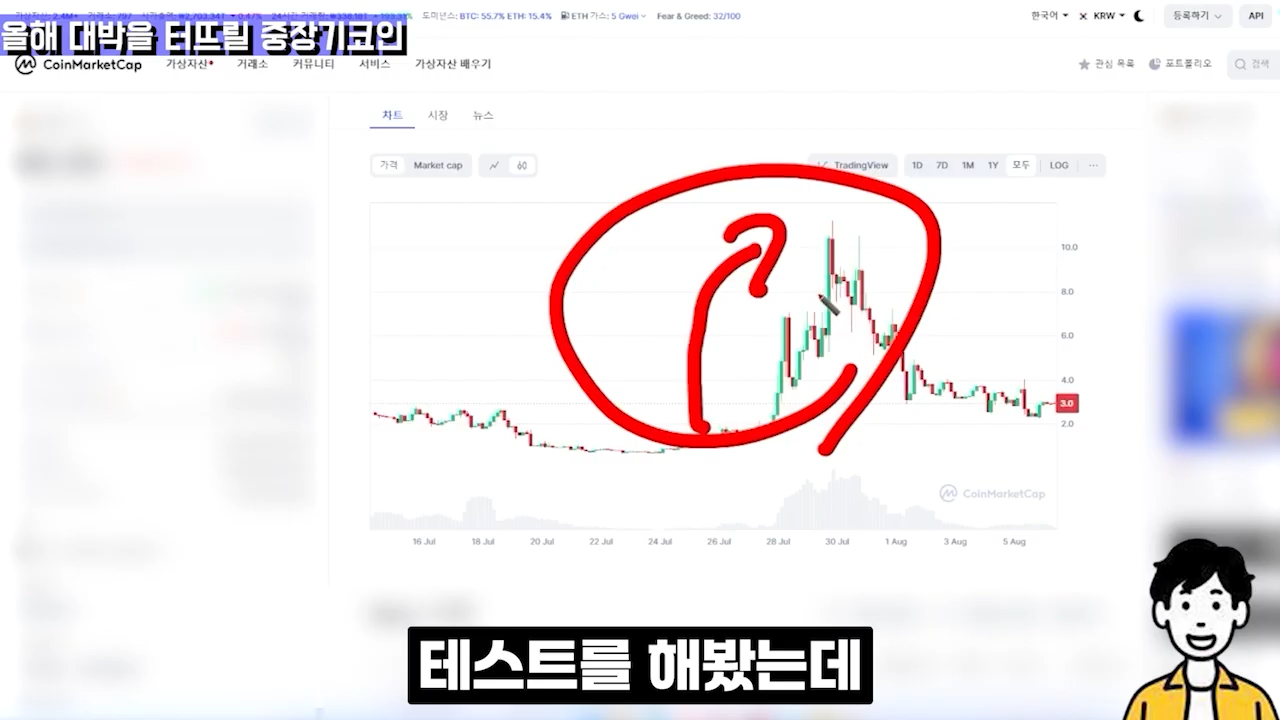 도미넌스: BTC: 55.7% ETH: 15.4% ETH 가스: 5 Gwei Fear & Greed: 32/100 한국어 KRW 등록하기 API
올해 대박을 터뜨릴 중장기코인
CoinMarketCap 가상자산 거래소 커뮤니티 서비스 가상자산 배우기 관심 목록 포트폴리오 검색
차트 시장 뉴스
가격 Market cap TradingView 1D 7D 1M 1Y 모두 LOG ...
10.0
8.0
6.0
4.0
3.0
2.0
CoinMarketCap
16 Jul 18 Jul 20 Jul 22 Jul 24 Jul 26 Jul 28 Jul 30 Jul 1 Aug 3 Aug 5 Aug
테스트를 해봤는데